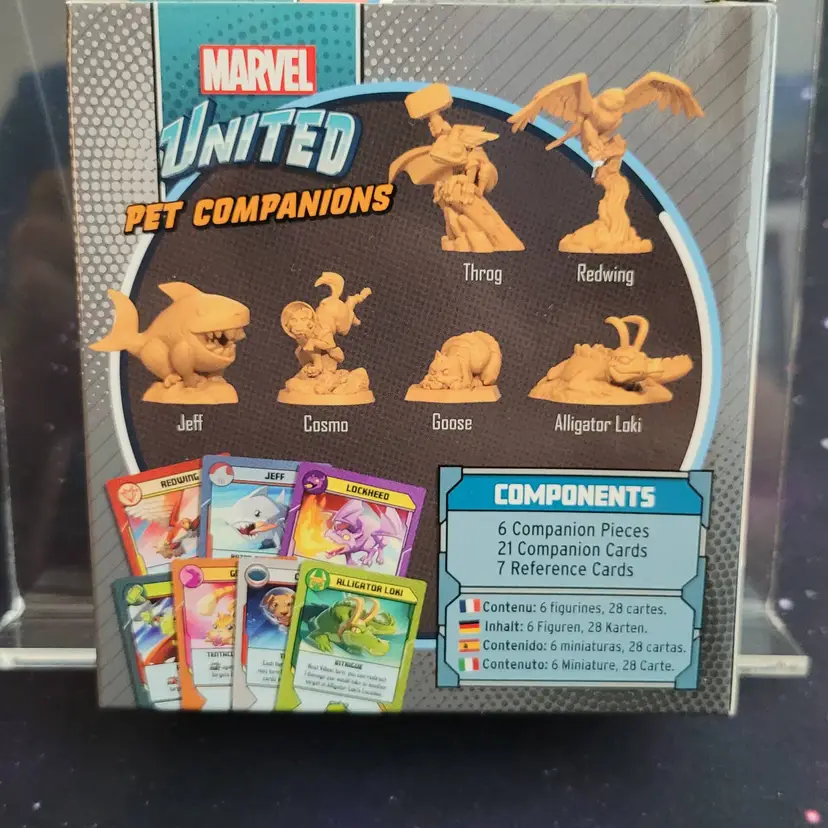 MARVEL
UNITED
PET COMPANIONS
Throg
Redwing
Jeff
Cosmo
Goose
Alligator Loki
REDWING
JEFF
LOCKHEED
ALLIGATOR LOKI
INTRIGUE
COMPONENTS
6 Companion Pieces
21 Companion Cards
7 Reference Cards
Contenu: 6 figurines, 28 cartes.
Inhalt: 6 Figuren, 28 Karten.
Contenido: 6 miniaturas, 28 cartas.
Contenuto: 6 Miniature, 28 Carte.